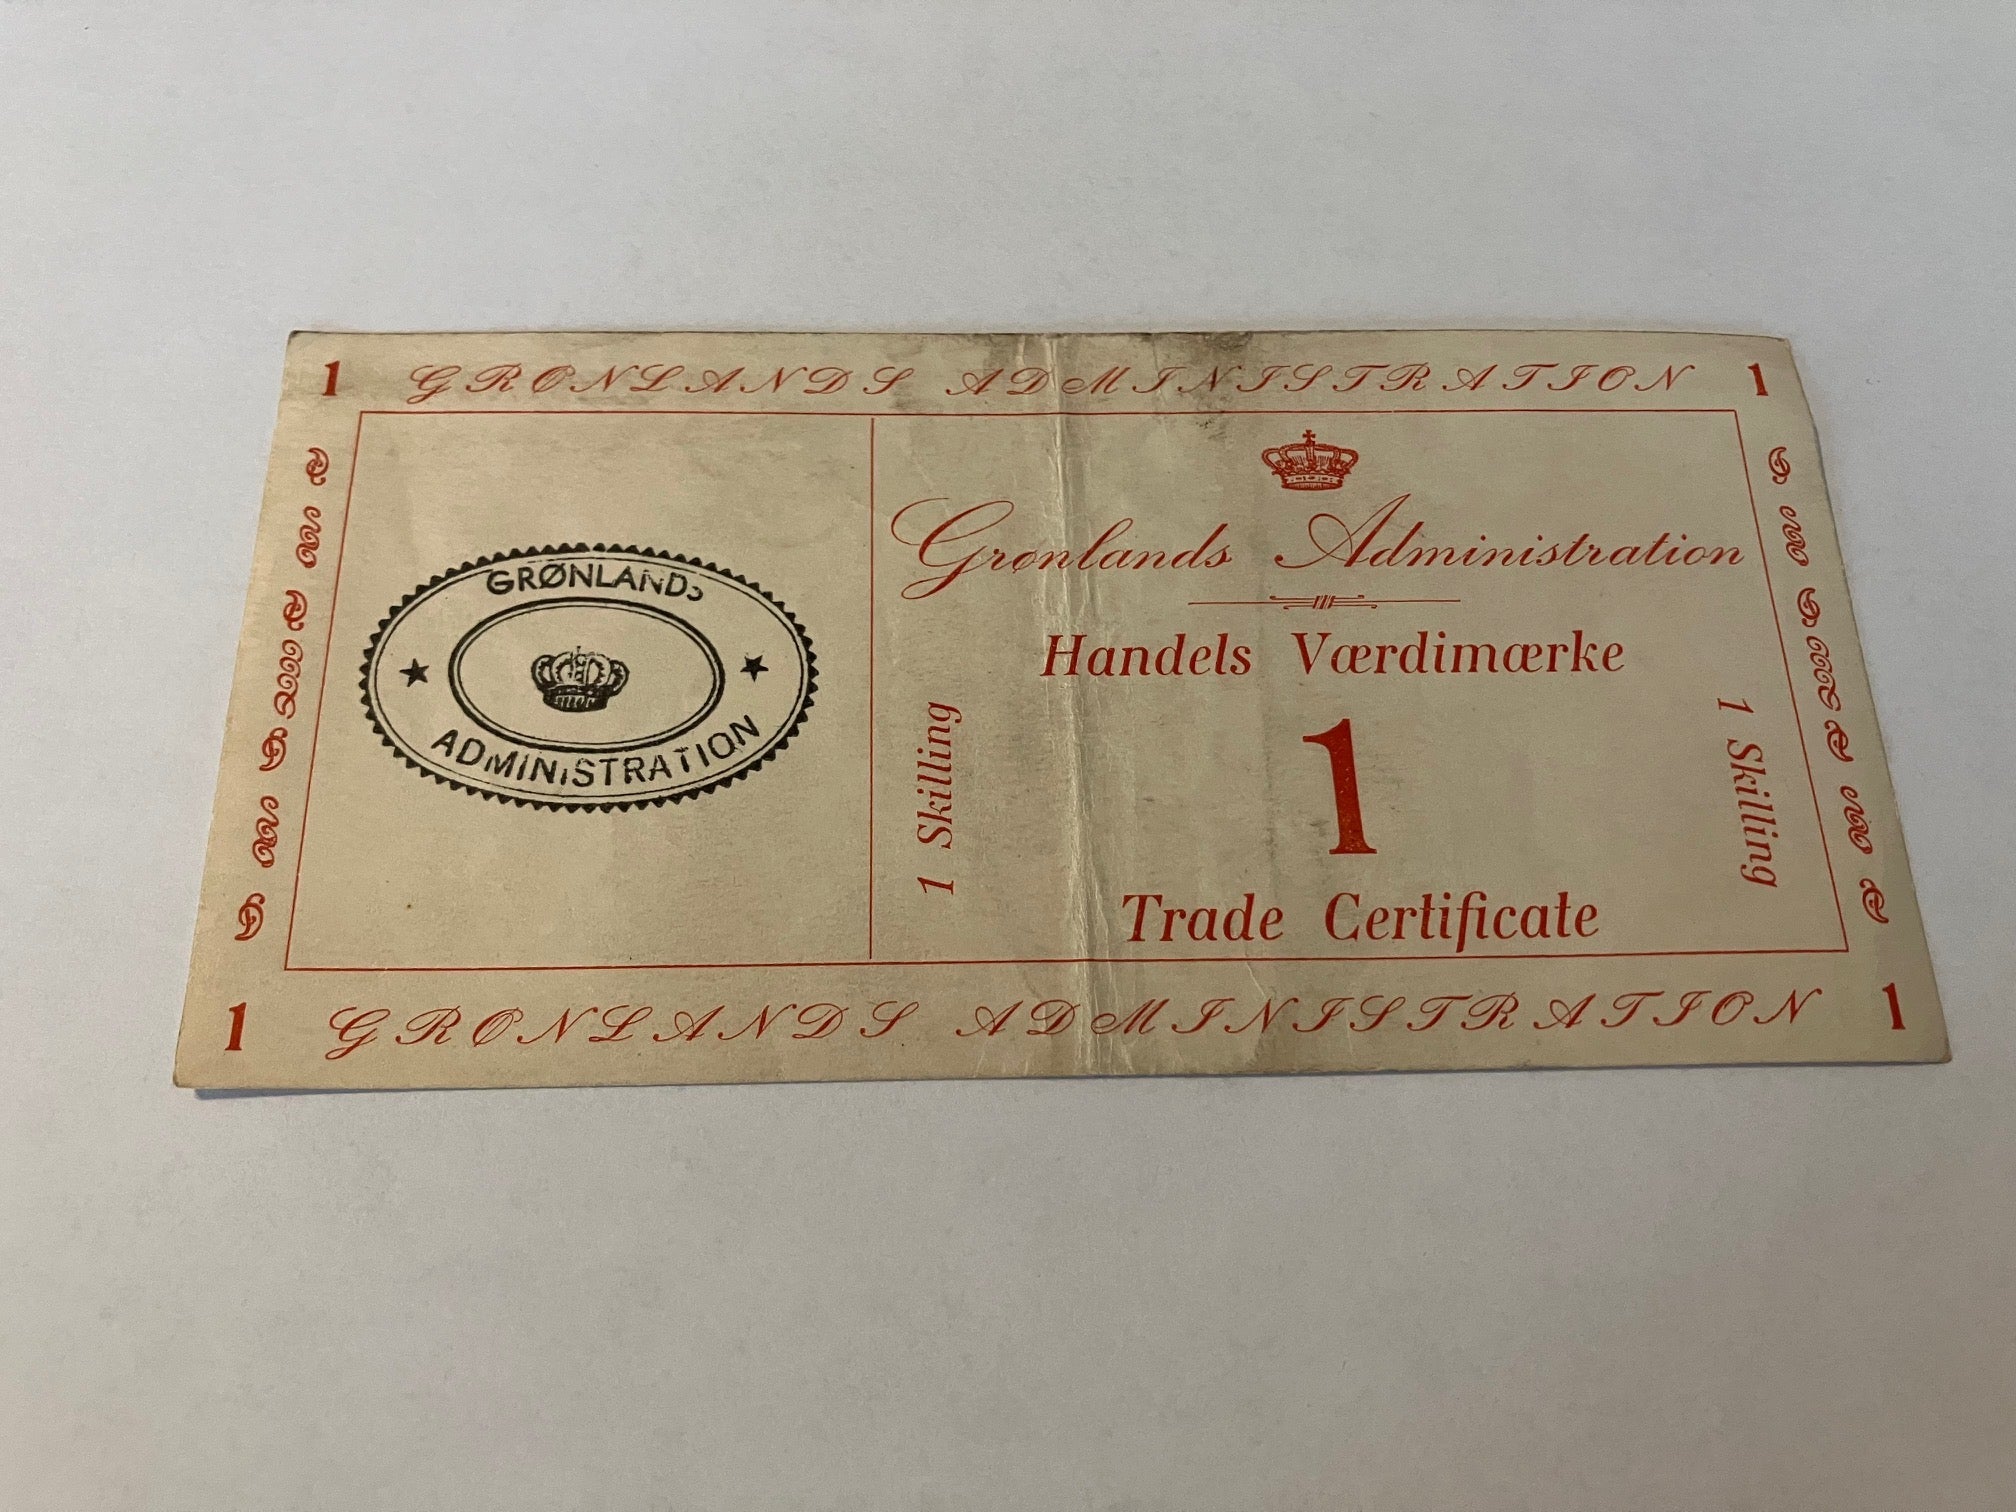 1 GRØNLANDS ADMINISTRATION 1
GRØNLANDS
ADMINISTRATION
Grønlands Administration
Handels Værdimærke
1 Skilling
1
1 Skilling
Trade Certificate
1 GRØNLANDS ADMINISTRATION 1